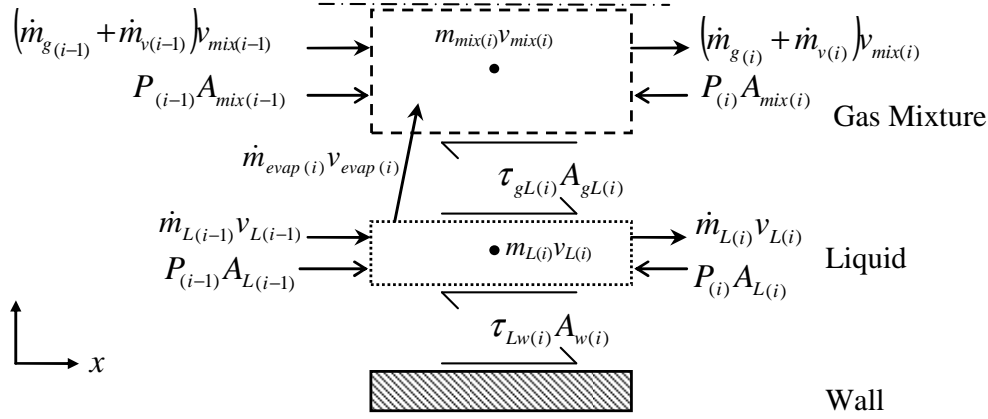 (ṁ_g(i−1) + ṁ_v(i−1))v_mix(i−1)
m_mix(i)v_mix(i)
(ṁ_g(i) + ṁ_v(i))v_mix(i)
P_(i−1)A_mix(i−1)
P_(i)A_mix(i)
Gas Mixture
ṁ_evap(i)v_evap(i)
τ_gL(i)A_gL(i)
ṁ_L(i−1)v_L(i−1)
ṁ_L(i)v_L(i)
m_L(i)v_L(i)
Liquid
P_(i−1)A_L(i−1)
P_(i)A_L(i)
τ_Lw(i)A_w(i)
x
Wall